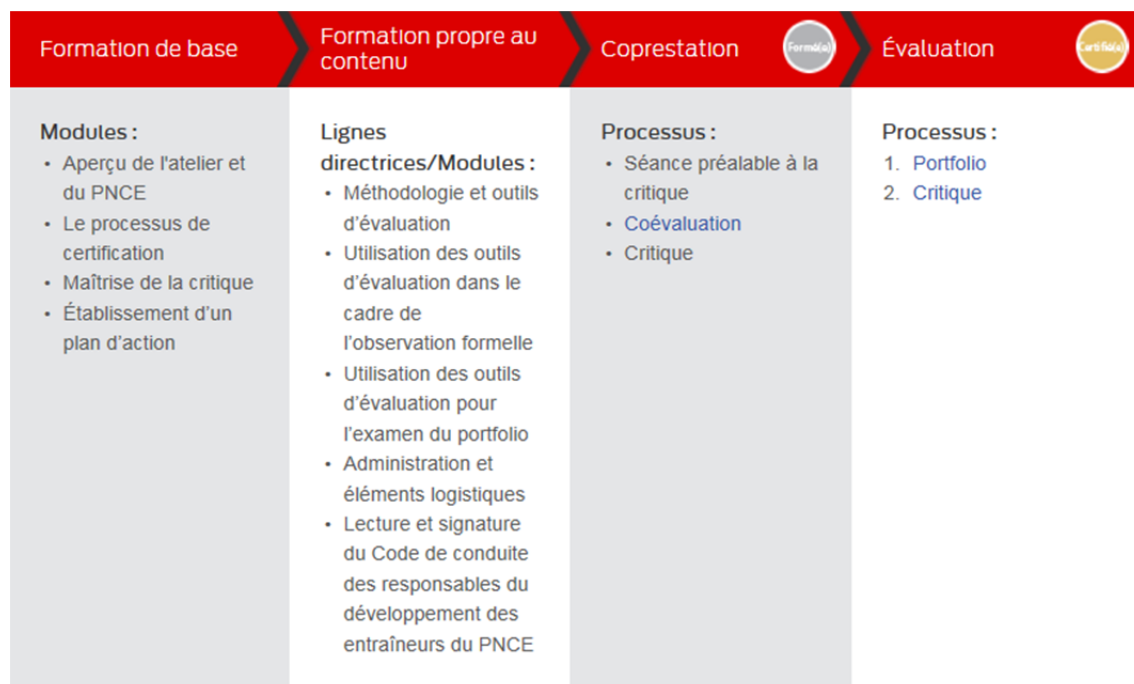 Formation de base
Formation propre au
contenu
Coprestation
Formé(e)
Évaluation
Certifié(e)
Modules :
• Aperçu de l'atelier et
du PNCE
• Le processus de
certification
• Maîtrise de la critique
• Établissement d’un
plan d’action
Lignes
directrices/Modules :
• Méthodologie et outils
d’évaluation
• Utilisation des outils
d’évaluation dans le
cadre de
l’observation formelle
• Utilisation des outils
d’évaluation pour
l’examen du portfolio
• Administration et
éléments logistiques
• Lecture et signature
du Code de conduite
des responsables du
développement des
entraîneurs du PNCE
Processus :
• Séance préalable à la
critique
• Coévaluation
• Critique
Processus :
1. Portfolio
2. Critique